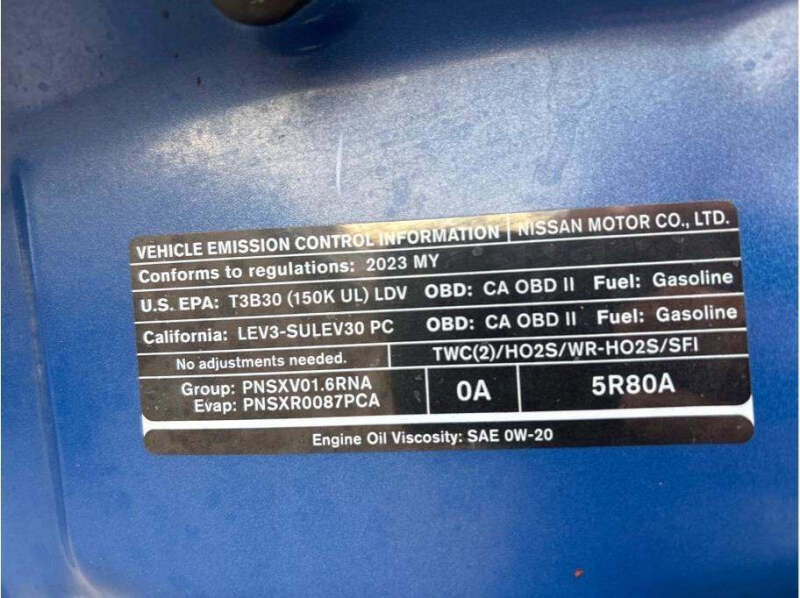 VEHICLE EMISSION CONTROL INFORMATION NISSAN MOTOR CO., LTD.
Conforms to regulations: 2023 MY
U.S. EPA: T3B30 (150K UL) LDV OBD: CA OBD II Fuel: Gasoline
California: LEV3-SULEV30 PC OBD: CA OBD II Fuel: Gasoline
No adjustments needed. TWC(2)/HO2S/WR-HO2S/SFI
Group: PNSXV01.6RNA
Evap: PNSXR0087PCA
0A
5R80A
Engine Oil Viscosity: SAE 0W-20